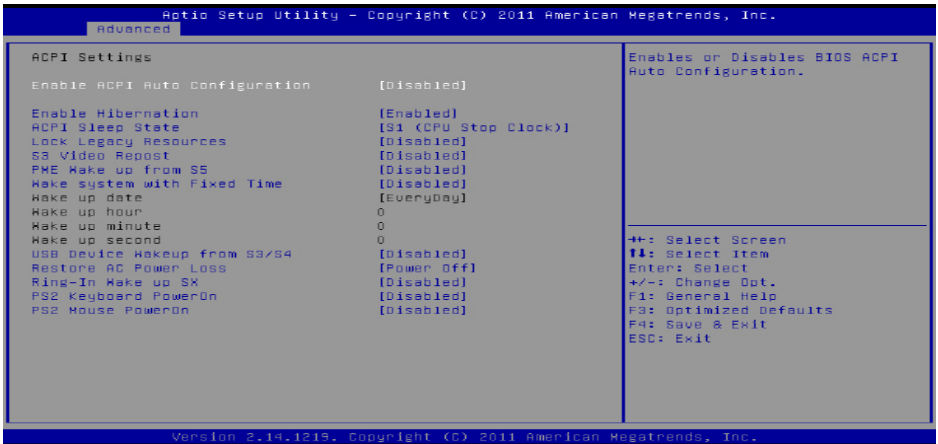 Aptio Setup Utility – Copyright (C) 2011 American Megatrends, Inc.
Advanced
ACPI Settings
Enable ACPI Auto Configuration [Disabled]
Enable Hibernation [Enabled]
ACPI Sleep State [S1 (CPU Stop Clock)]
Lock Legacy Resources [Disabled]
S3 Video Repost [Disabled]
PME Wake up from S5 [Disabled]
Wake system with Fixed Time [Disabled]
Wake up date [EveryDay]
Wake up hour 0
Wake up minute 0
Wake up second 0
USB Device Wakeup from S3/S4 [Disabled]
Restore AC Power Loss [Power Off]
Ring-In Wake up SX [Disabled]
PS2 Keyboard PowerOn [Disabled]
PS2 Mouse PowerOn [Disabled]
Enables or Disables BIOS ACPI
Auto Configuration.
→←: Select Screen
↑↓: Select Item
Enter: Select
+/-: Change Opt.
F1: General Help
F3: Optimized Defaults
F4: Save & Exit
ESC: Exit
Version 2.14.1219. Copyright (C) 2011 American Megatrends, Inc.